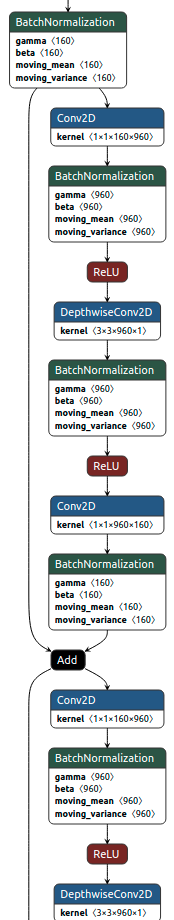 BatchNormalization
gamma ⟨160⟩
beta ⟨160⟩
moving_mean ⟨160⟩
moving_variance ⟨160⟩
Conv2D
kernel ⟨1×1×160×960⟩
BatchNormalization
gamma ⟨960⟩
beta ⟨960⟩
moving_mean ⟨960⟩
moving_variance ⟨960⟩
ReLU
DepthwiseConv2D
kernel ⟨3×3×960×1⟩
BatchNormalization
gamma ⟨960⟩
beta ⟨960⟩
moving_mean ⟨960⟩
moving_variance ⟨960⟩
ReLU
Conv2D
kernel ⟨1×1×960×160⟩
BatchNormalization
gamma ⟨160⟩
beta ⟨160⟩
moving_mean ⟨160⟩
moving_variance ⟨160⟩
Add
Conv2D
kernel ⟨1×1×160×960⟩
BatchNormalization
gamma ⟨960⟩
beta ⟨960⟩
moving_mean ⟨960⟩
moving_variance ⟨960⟩
ReLU
DepthwiseConv2D
kernel ⟨3×3×960×1⟩